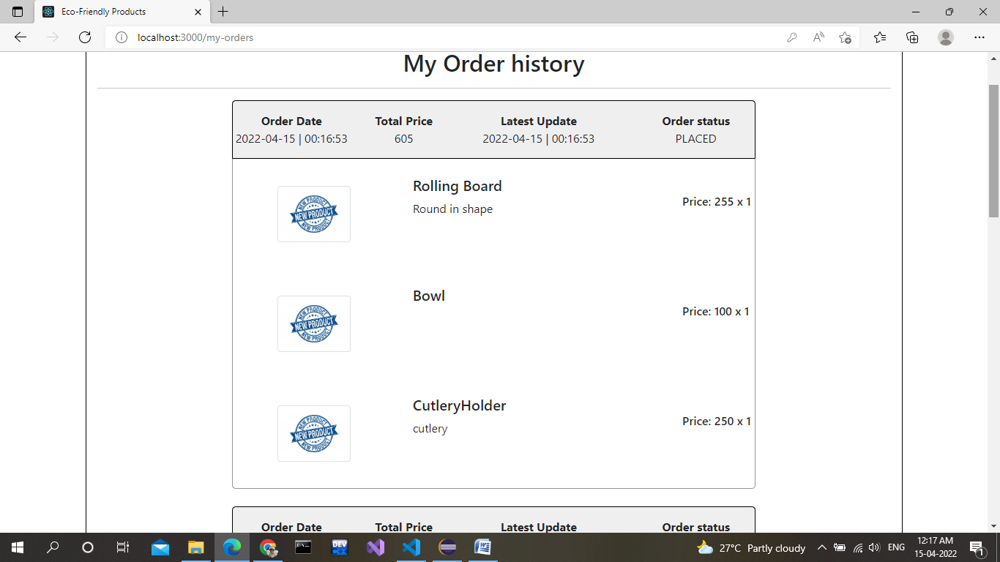 Eco-Friendly Products
localhost:3000/my-orders
My Order history
Order Date Total Price Latest Update Order status
2022-04-15 | 00:16:53 605 2022-04-15 | 00:16:53 PLACED
NEW PRODUCT
NEW PRODUCT
NEW PRODUCT
Rolling Board
Round in shape
Price: 255 x 1
NEW PRODUCT
NEW PRODUCT
NEW PRODUCT
Bowl
Price: 100 x 1
NEW PRODUCT
NEW PRODUCT
NEW PRODUCT
CutleryHolder
cutlery
Price: 250 x 1
Order Date Total Price Latest Update Order status
DEV
27°C Partly cloudy ENG 12:17 AM
15-04-2022
1